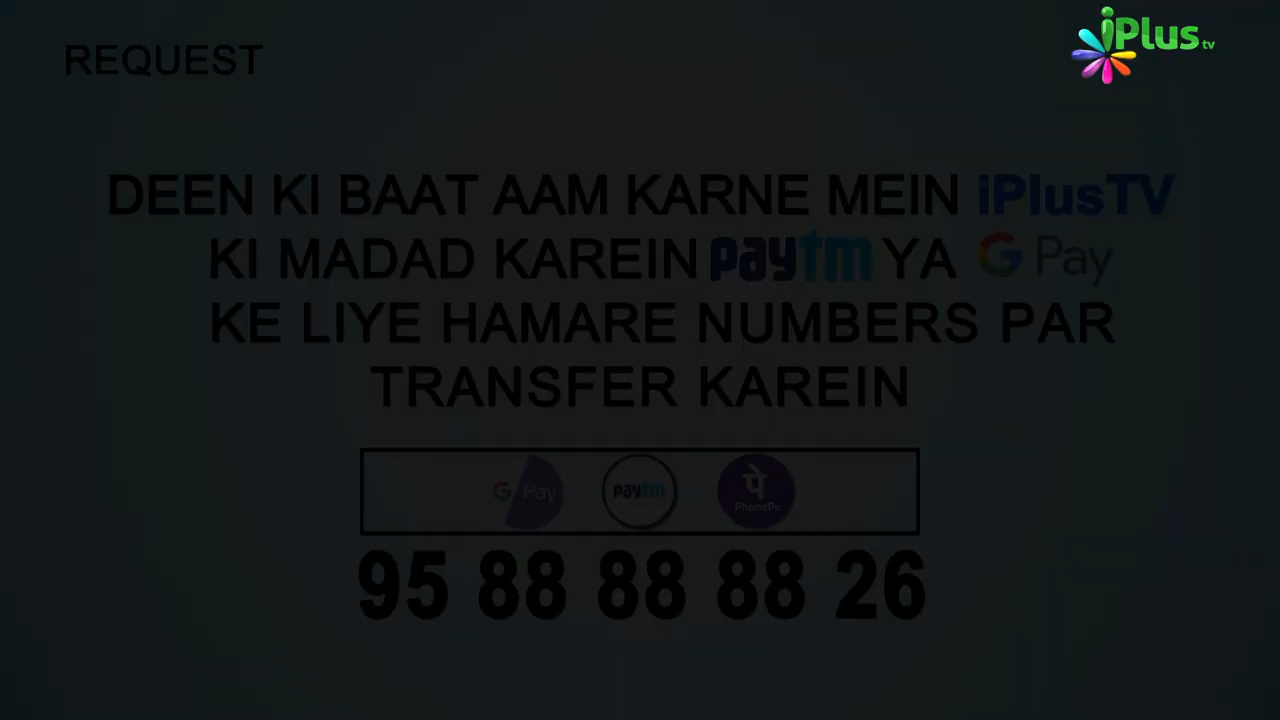 iPlus tv
REQUEST
DEEN KI BAAT AAM KARNE MEIN iPlusTV
KI MADAD KAREIN paytm YA G Pay
KE LIYE HAMARE NUMBERS PAR
TRANSFER KAREIN
G Pay paytm पे PhonePe
95 88 88 88 26